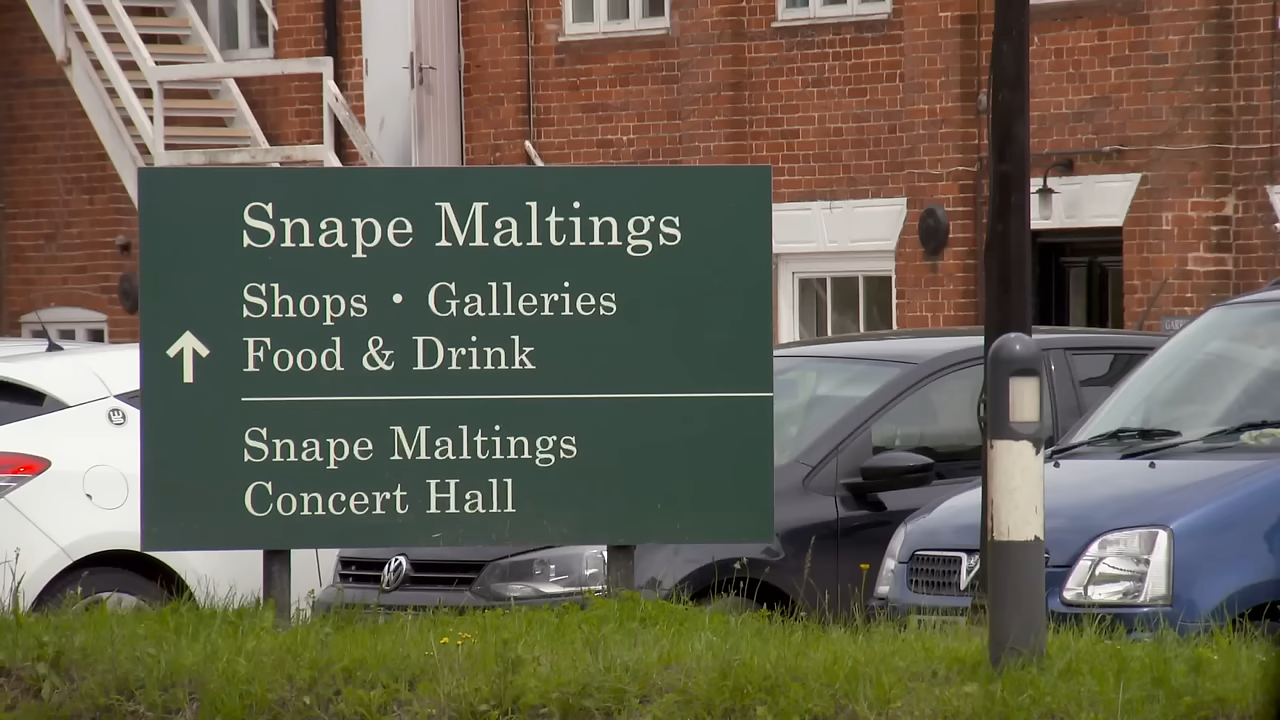 Snape Maltings
Shops • Galleries
Food & Drink
Snape Maltings
Concert Hall